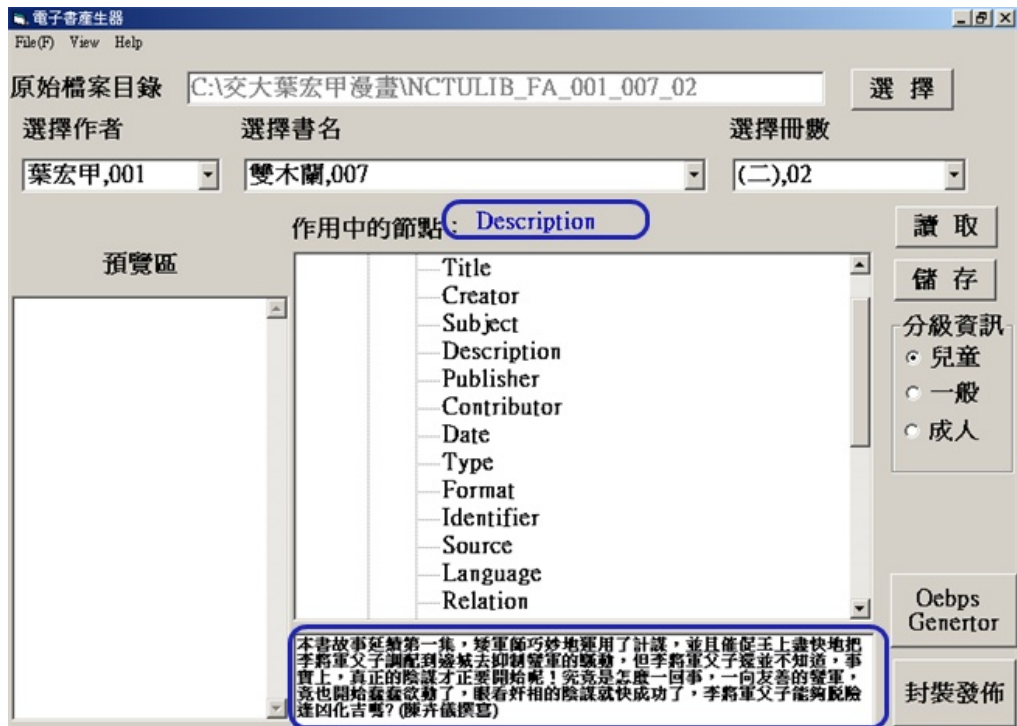 電子書產生器
File(F) View Help
原始檔案目錄 C:\交大葉宏甲漫畫\NCTULIB_FA_001_007_02 選 擇
選擇作者 選擇書名 選擇冊數
葉宏甲,001 雙木蘭,007 (二),02
作用中的節點: Description
讀 取
預覽區
儲 存
Title
Creator
Subject
Description
Publisher
Contributor
Date
Type
Format
Identifier
Source
Language
Relation
分級資訊
兒童
一般
成人
Oebps
Genertor
本書故事延續第一集,矮軍師巧妙地運用了計謀,並且催促王上盡快地把
李將軍父子調配到邊城去抑制蠻軍的騷動,但李將軍父子還並不知道,事
實上,真正的陰謀才正要開始呢!究竟是怎麼一回事,一向友善的蠻軍,
竟也開始蠢蠢欲動了,眼看奸相的陰謀就快成功了,李將軍父子能夠脫險
逢凶化吉嗎?(陳卉儀撰寫)
封裝發佈